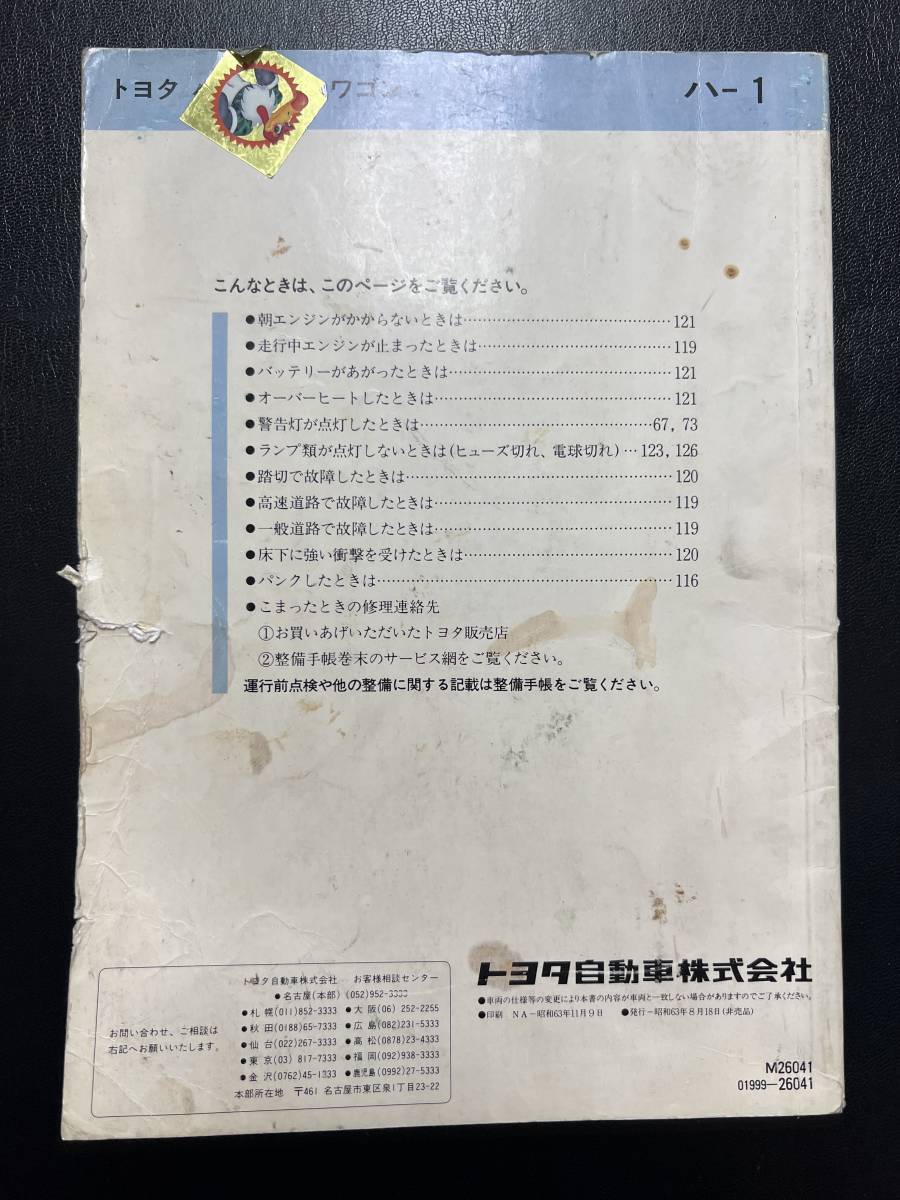 トヨタ ワゴン ハ－1
こんなときは、このページをご覧ください。
●朝エンジンがかからないときは……………………………………121
●走行中エンジンが止まったときは…………………………………119
●バッテリーがあがったときは………………………………………121
●オーバーヒートしたときは…………………………………………121
●警告灯が点灯したときは………………………………………67, 73
●ランプ類が点灯しないときは(ヒューズ切れ、電球切れ)…123, 126
●踏切で故障したときは………………………………………………120
●高速道路で故障したときは…………………………………………119
●一般道路で故障したときは…………………………………………119
●床下に強い衝撃を受けたときは……………………………………120
●パンクしたときは……………………………………………………116
●こまったときの修理連絡先
①お買いあげいただいたトヨタ販売店
②整備手帳巻末のサービス網をご覧ください。
運行前点検や他の整備に関する記載は整備手帳をご覧ください。
お問い合わせ、ご相談は
右記へお願いいたします。
トヨタ自動車株式会社 お客様相談センター
●名古屋(本部) (052)952-3333
●札 幌(011)852-3333 ●大 阪(06) 252-2255
●秋 田(0188)65-7333 ●広 島(082)231-5333
●仙 台(022)267-3333 ●高 松(0878)23-4333
●東 京(03) 817-7333 ●福 岡(092)938-3333
●金 沢(0762)45-1333 ●鹿児島(0992)27-5333
本部所在地 〒461 名古屋市東区泉1丁目23-22
トヨタ自動車株式会社
●車両の仕様等の変更により本書の内容が車両と一致しない場合がありますのでご了承ください。
●印刷 NA－昭和63年11月9日 ●発行－昭和63年8月18日(非売品)
M26041
01999－26041